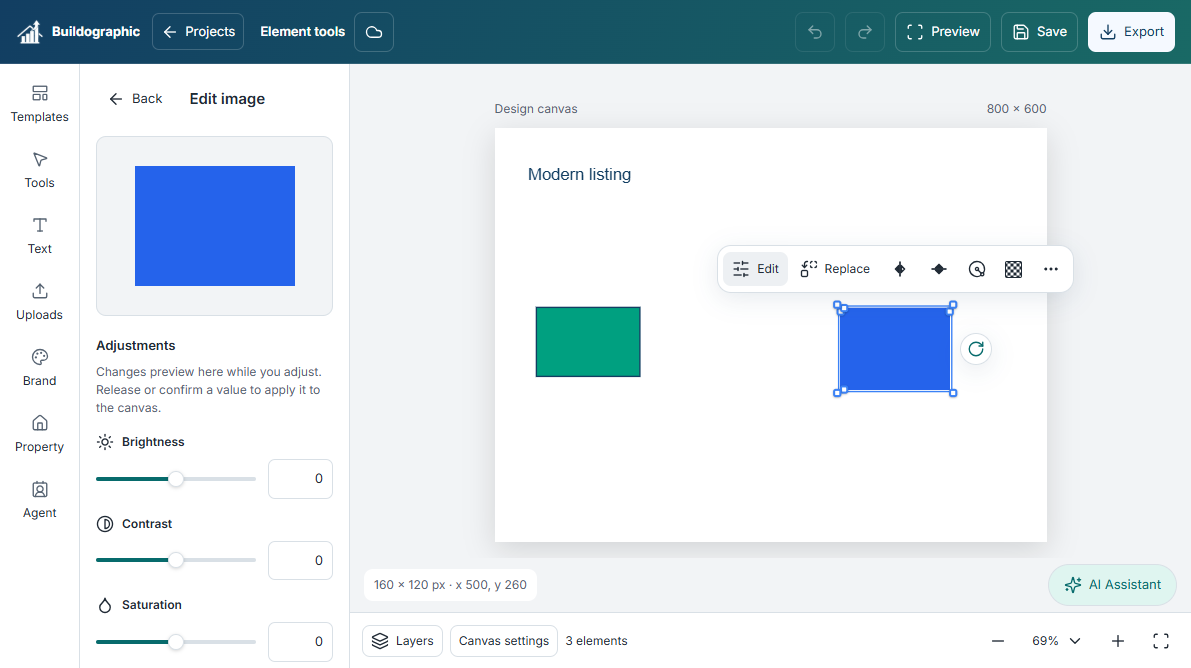 Buildographic
Projects
Element tools
Preview
Save
Export
Templates
Tools
Text
Uploads
Brand
Property
Agent
Back
Edit image
Adjustments
Changes preview here while you adjust.
Release or confirm a value to apply it to
the canvas.
Brightness
0
Contrast
0
Saturation
0
Design canvas
800 × 600
Modern listing
Edit
Replace
160 × 120 px · x 500, y 260
AI Assistant
Layers
Canvas settings
3 elements
69%